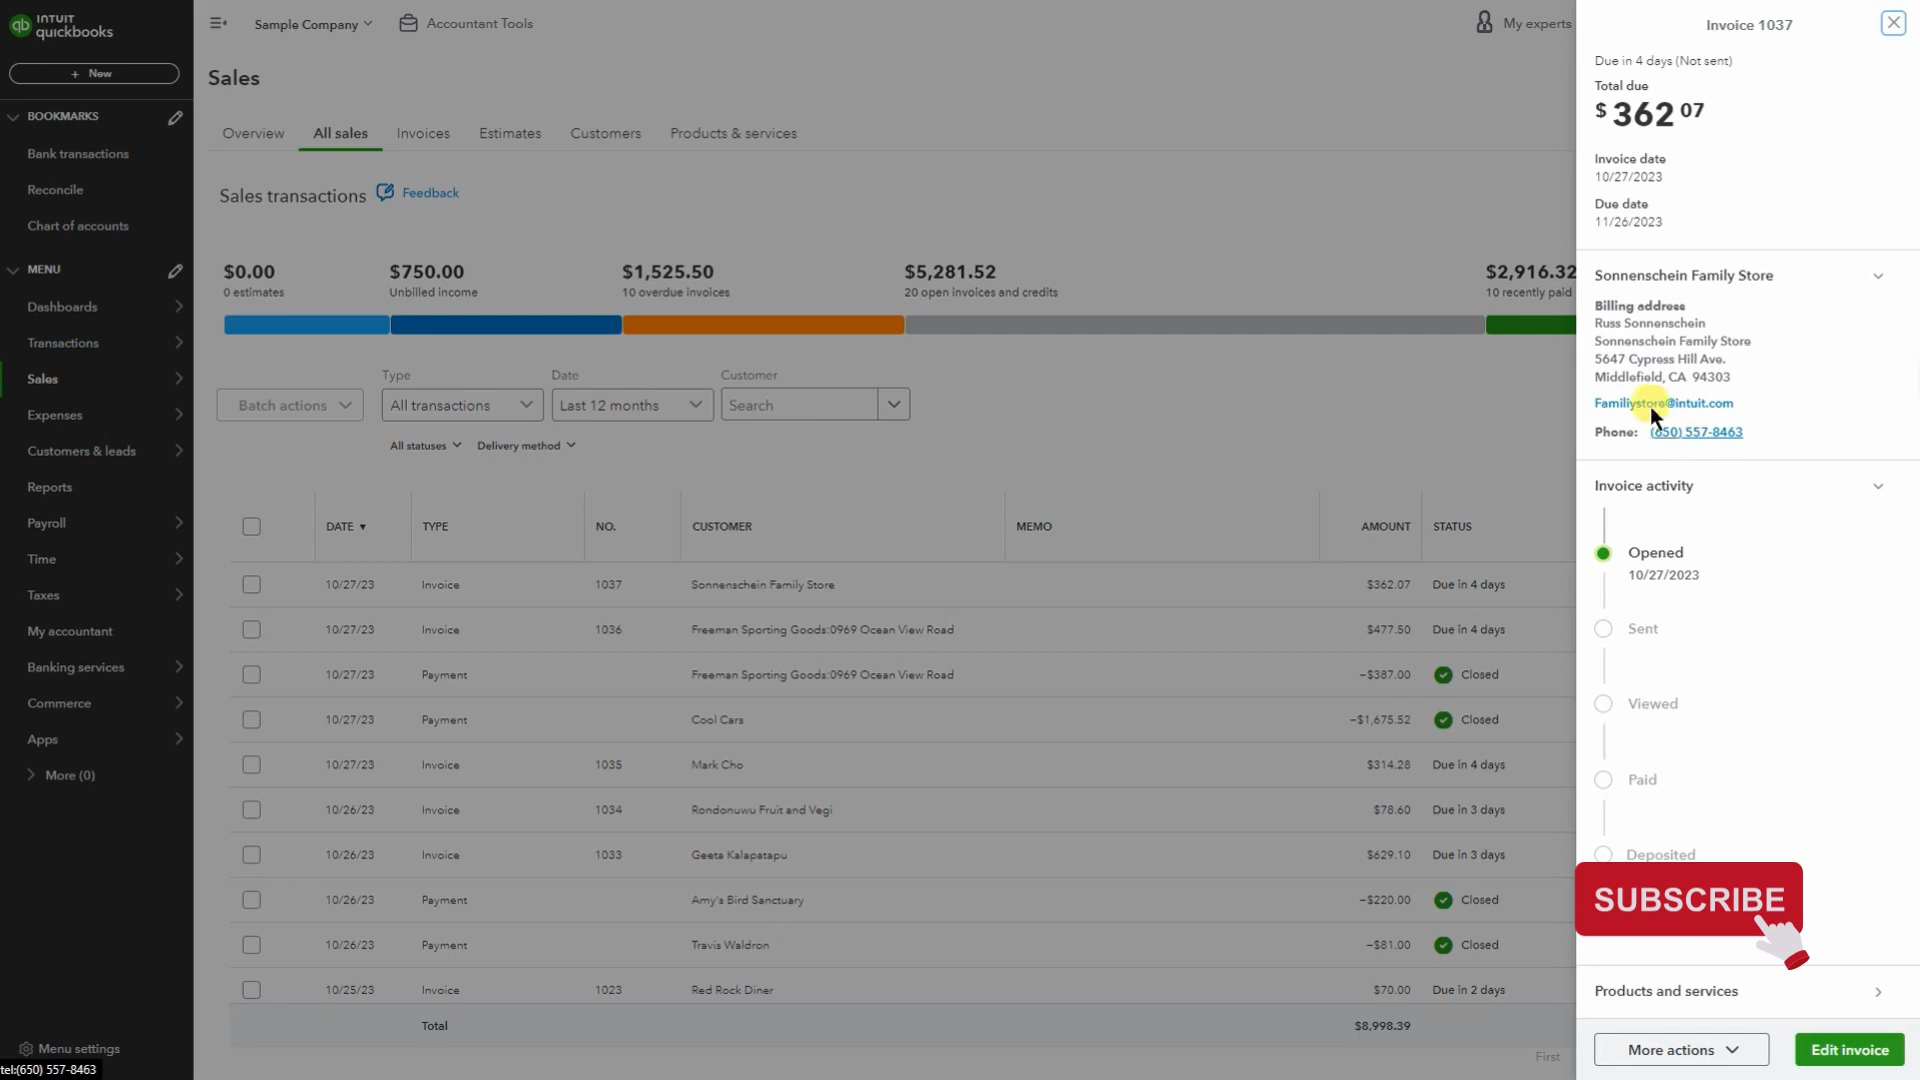 INTUIT
quickbooks
Sample Company
Accountant Tools
My experts
+ New
BOOKMARKS
Bank transactions
Reconcile
Chart of accounts
MENU
Dashboards
Transactions
Sales
Expenses
Customers & leads
Reports
Payroll
Time
Taxes
My accountant
Banking services
Commerce
Apps
More (0)
Menu settings
tel:(650) 557-8463
Sales
Overview All sales Invoices Estimates Customers Products & services
Sales transactions Feedback
$0.00 $750.00 $1,525.50 $5,281.52 $2,916.32
0 estimates Unbilled income 10 overdue invoices 20 open invoices and credits 10 recently paid
Type Date Customer
Batch actions All transactions Last 12 months Search
All statuses Delivery method
DATE ▼ TYPE NO. CUSTOMER MEMO AMOUNT STATUS
10/27/23 Invoice 1037 Sonnenschein Family Store $362.07 Due in 4 days
10/27/23 Invoice 1036 Freeman Sporting Goods:0969 Ocean View Road $477.50 Due in 4 days
10/27/23 Payment Freeman Sporting Goods:0969 Ocean View Road −$387.00 Closed
10/27/23 Payment Cool Cars −$1,675.52 Closed
10/27/23 Invoice 1035 Mark Cho $314.28 Due in 4 days
10/26/23 Invoice 1034 Rondonuwu Fruit and Vegi $78.60 Due in 3 days
10/26/23 Invoice 1033 Geeta Kalapatapu $629.10 Due in 3 days
10/26/23 Payment Amy's Bird Sanctuary −$220.00 Closed
10/26/23 Payment Travis Waldron −$81.00 Closed
10/25/23 Invoice 1023 Red Rock Diner $70.00 Due in 2 days
Total $8,998.39
First
Invoice 1037
Due in 4 days (Not sent)
Total due
$362 07
Invoice date
10/27/2023
Due date
11/26/2023
Sonnenschein Family Store
Billing address
Russ Sonnenschein
Sonnenschein Family Store
5647 Cypress Hill Ave.
Middlefield, CA 94303
Familiystore@intuit.com
Phone: (650) 557-8463
Invoice activity
Opened
10/27/2023
Sent
Viewed
Paid
Deposited
SUBSCRIBE
Products and services
More actions Edit invoice